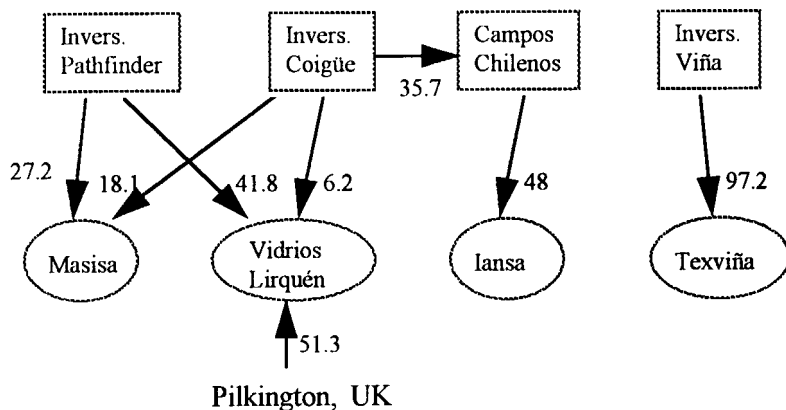 Invers.
Pathfinder
Invers.
Coigüe
Campos
Chilenos
Invers.
Viña
35.7
27.2
18.1
41.8
6.2
48
97.2
Masisa
Vidrios
Lirquén
Iansa
Texviña
51.3
Pilkington, UK